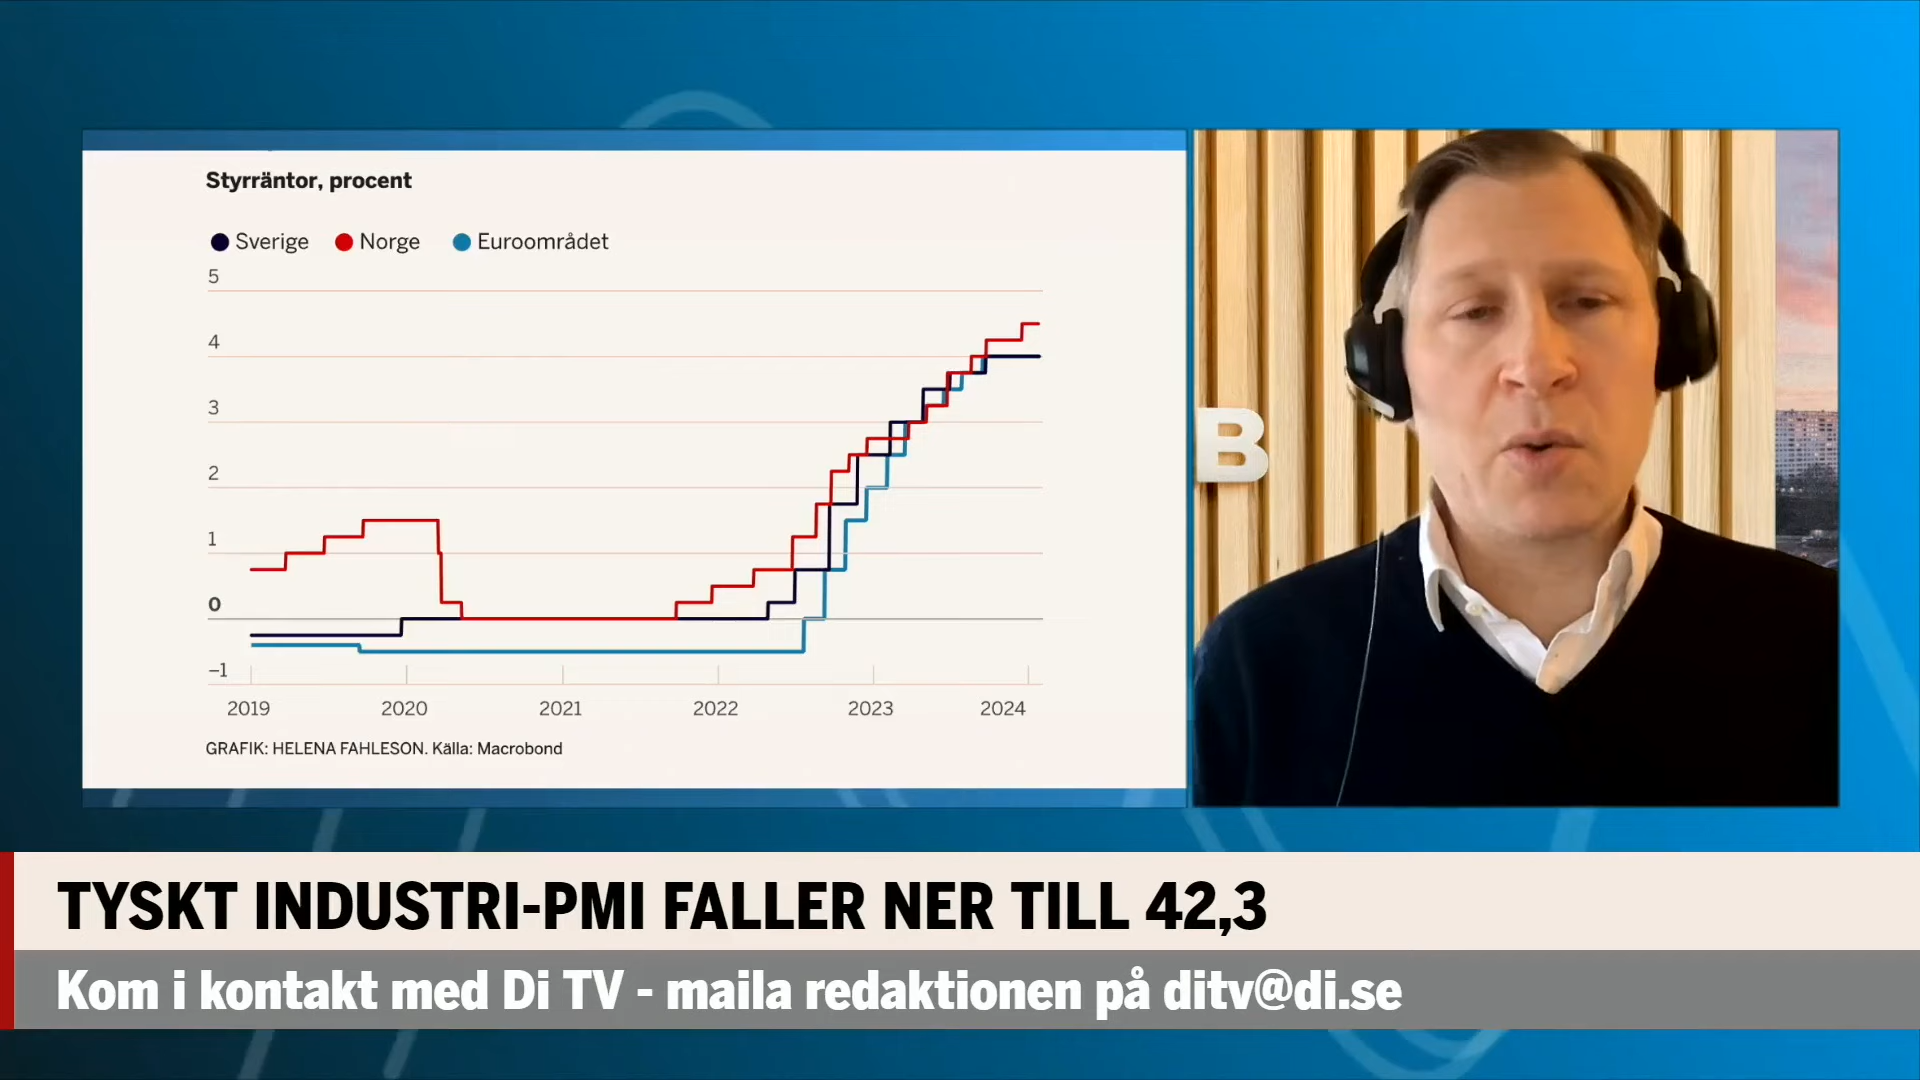 Styrräntor, procent
Sverige Norge Euroområdet
5
4
3
2
1
0
–1
2019 2020 2021 2022 2023 2024
GRAFIK: HELENA FAHLESON. Källa: Macrobond
B
TYSKT INDUSTRI-PMI FALLER NER TILL 42,3
Kom i kontakt med Di TV - maila redaktionen på ditv@di.se